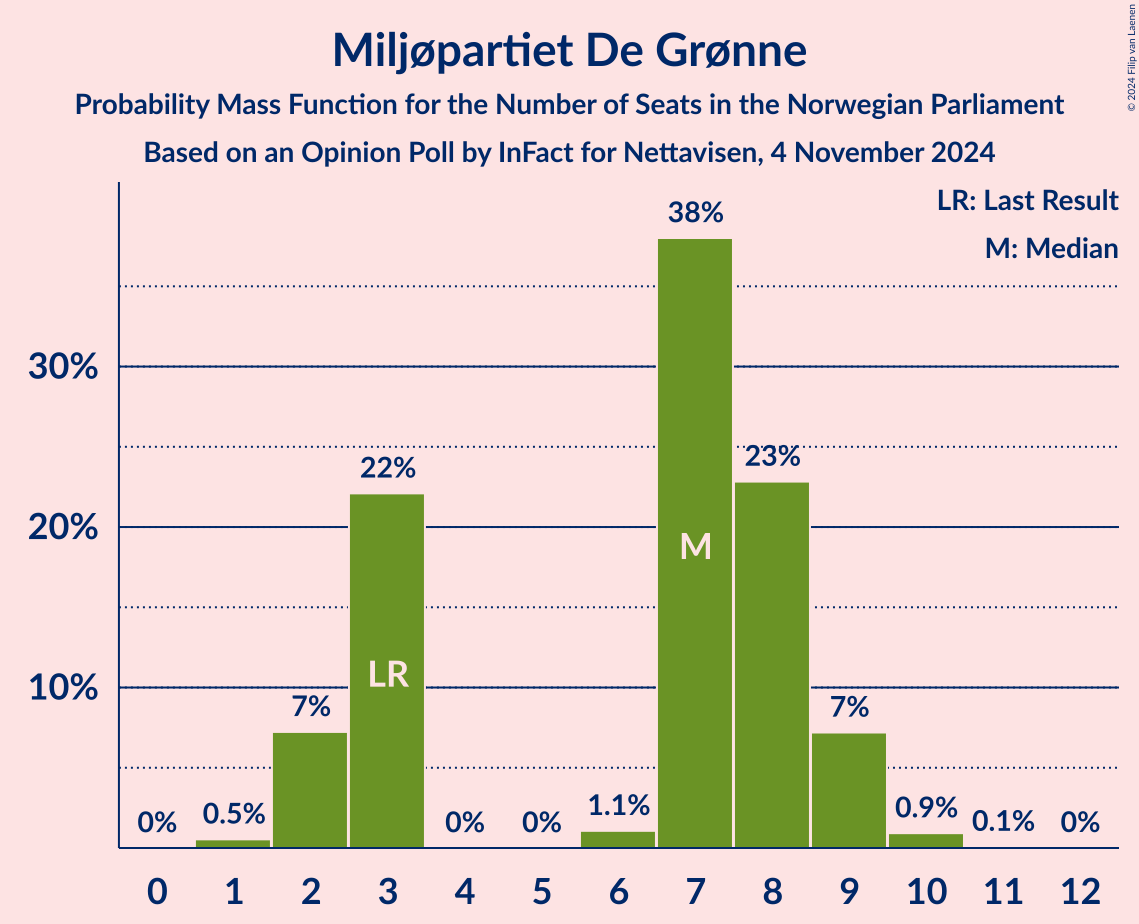 Miljøpartiet De Grønne
Probability Mass Function for the Number of Seats in the Norwegian Parliament
Based on an Opinion Poll by InFact for Nettavisen, 4 November 2024
© 2024 Filip van Laenen
LR: Last Result
M: Median
38%
30%
23%
22%
20%
M
LR
10%
7%
7%
0%
0.5%
0%
0%
1.1%
0.9%
0.1%
0%
0 1 2 3 4 5 6 7 8 9 10 11 12